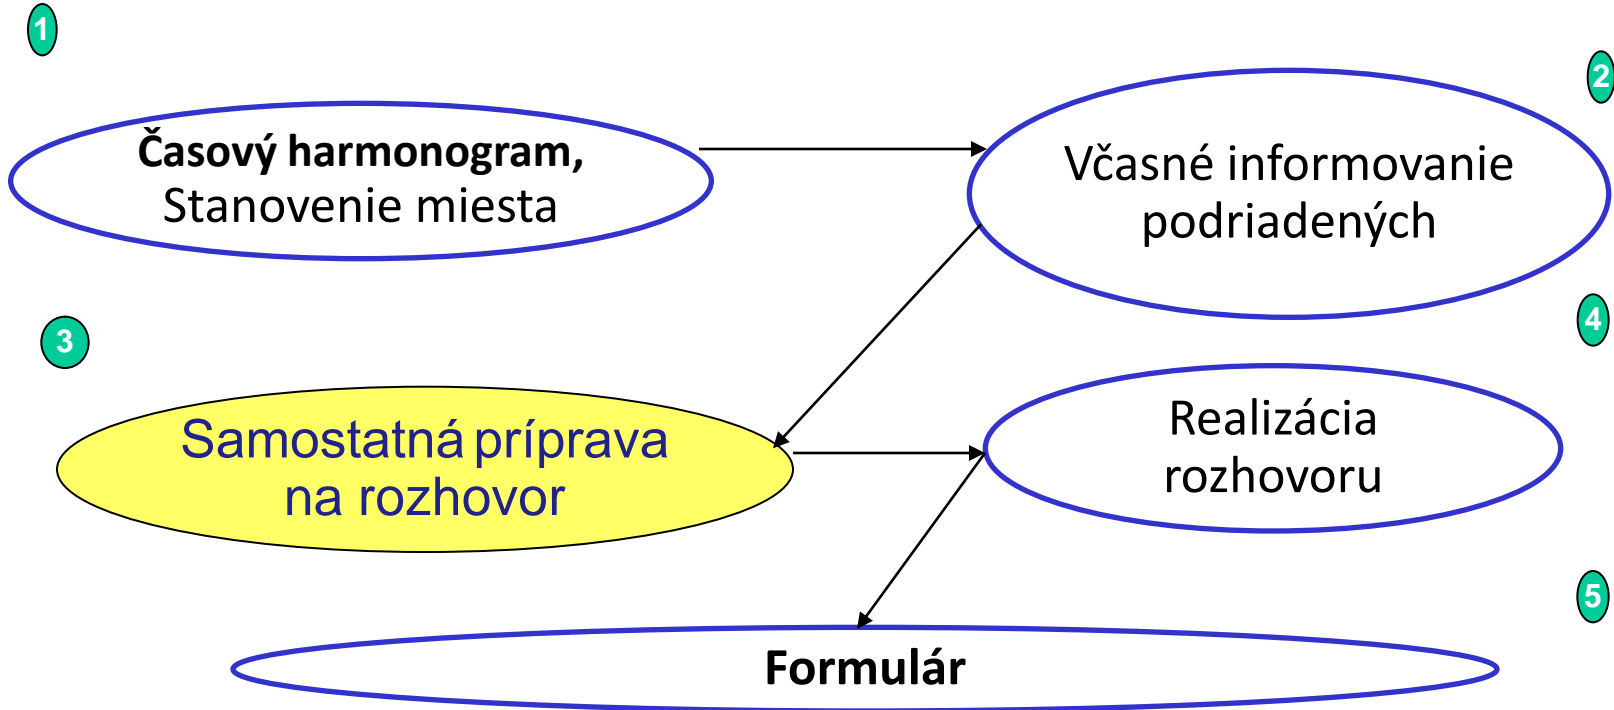 1
2
Časový harmonogram,
Stanovenie miesta
Včasné informovanie
podriadených
3
4
Samostatná príprava
na rozhovor
Realizácia
rozhovoru
5
Formulár